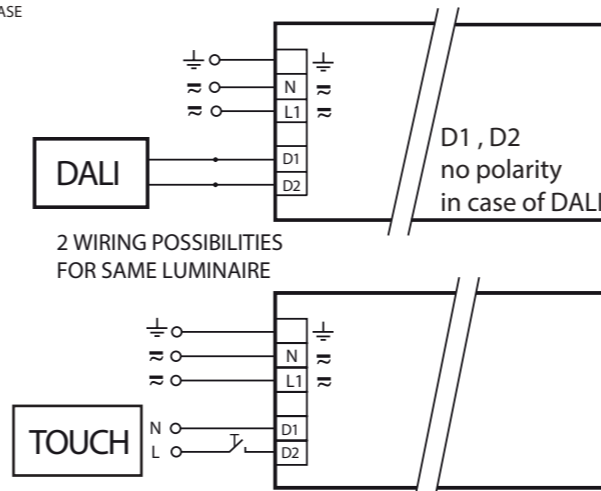 ASE
N
L1
D1
D2
DALI
D1 , D2
no polarity
in case of DALI
2 WIRING POSSIBILITIES
FOR SAME LUMINAIRE
N
L1
TOUCH
N
L
D1
D2